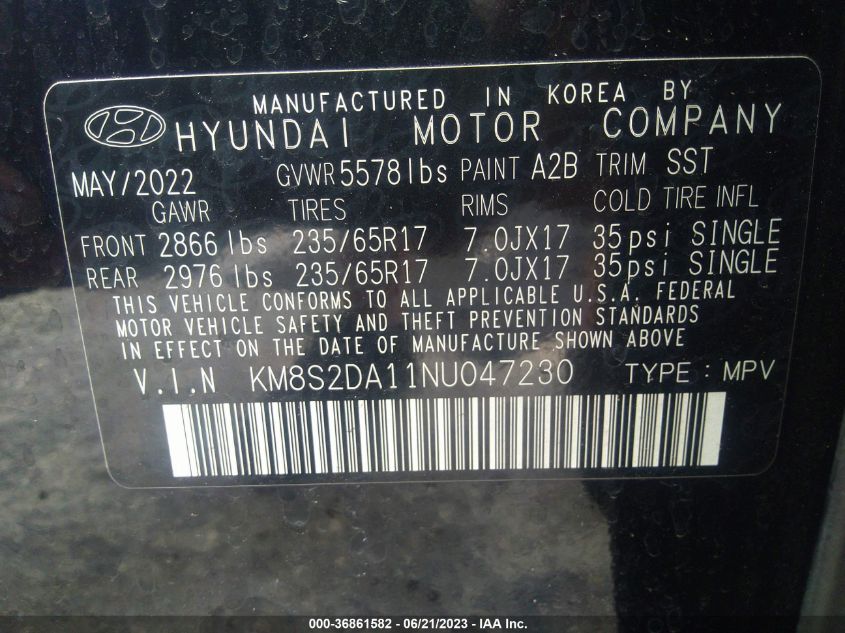 MANUFACTURED IN KOREA BY
HYUNDAI MOTOR COMPANY
MAY/2022 GVWR 5578lbs PAINT A2B TRIM SST
GAWR TIRES RIMS COLD TIRE INFL
FRONT 2866 lbs 235/65R17 7.0JX17 35psi SINGLE
REAR 2976 lbs 235/65R17 7.0JX17 35psi SINGLE
THIS VEHICLE CONFORMS TO ALL APPLICABLE U.S.A. FEDERAL
MOTOR VEHICLE SAFETY AND THEFT PREVENTION STANDARDS
IN EFFECT ON THE DATE OF MANUFACTURE SHOWN ABOVE
V.I.N KM8S2DA11NU047230 TYPE : MPV
000-36861582 - 06/21/2023 - IAA Inc.